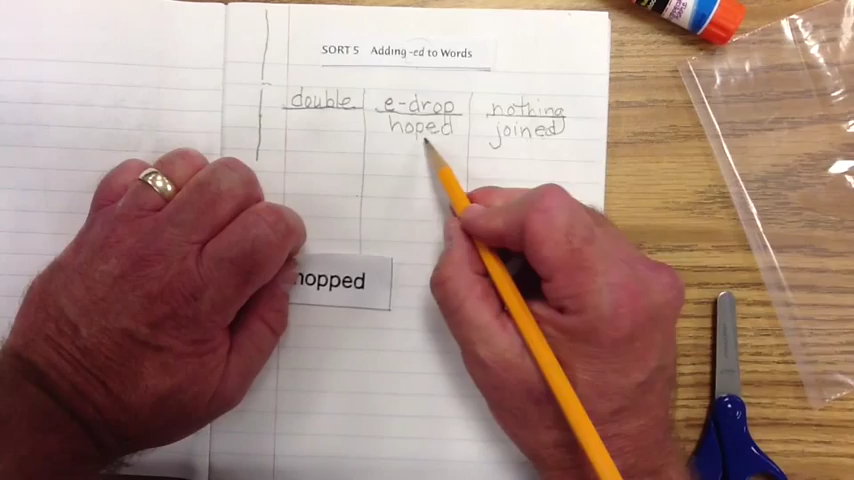 SORT 5 Adding -ed to Words
double e-drop nothing
hoped joined
hopped